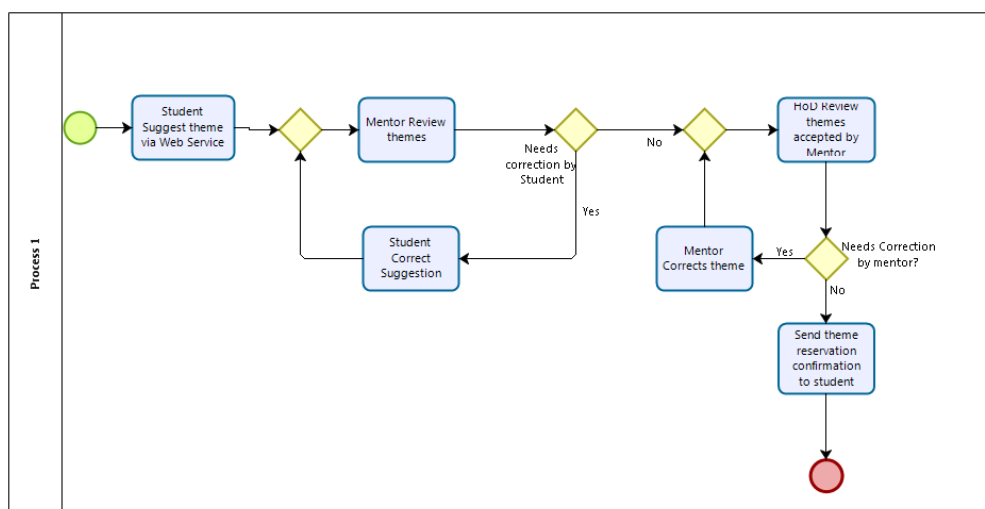 Process 1
Student
Suggest theme
via Web Service
Mentor Review
themes
Needs
correction by
Student
No
Yes
Student
Correct
Suggestion
HoD Review
themes
accepted by
Mentor
Mentor
Corrects theme
Yes
Needs Correction
by mentor?
No
Send theme
reservation
confirmation
to student